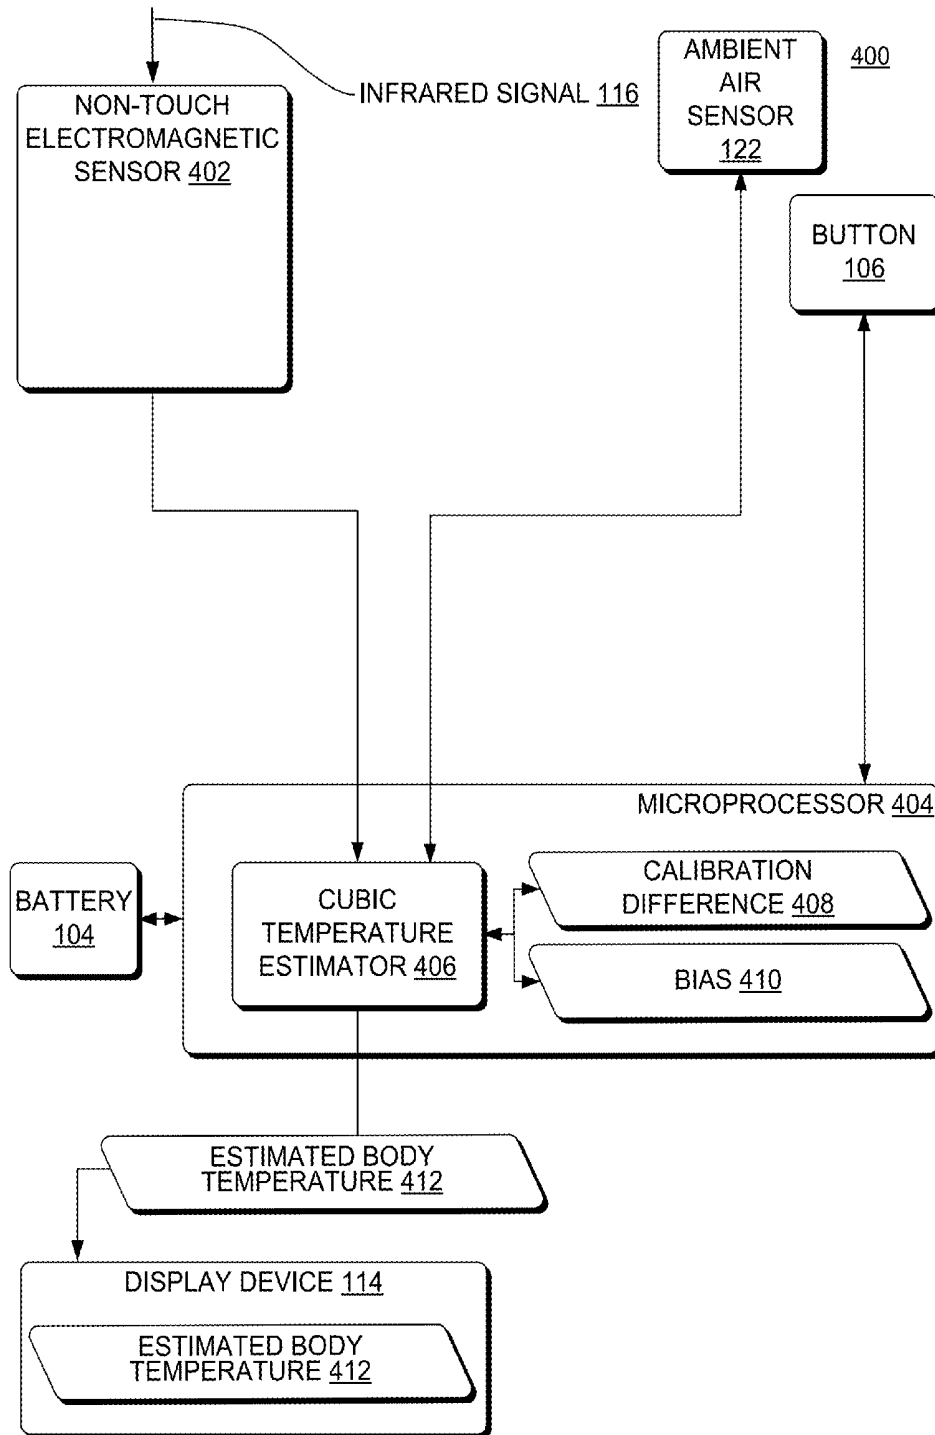 NON-TOUCH
ELECTROMAGNETIC
SENSOR 402
INFRARED SIGNAL 116
AMBIENT
AIR
SENSOR
122
400
BUTTON
106
MICROPROCESSOR 404
BATTERY
104
CUBIC
TEMPERATURE
ESTIMATOR 406
CALIBRATION
DIFFERENCE 408
BIAS 410
ESTIMATED BODY
TEMPERATURE 412
DISPLAY DEVICE 114
ESTIMATED BODY
TEMPERATURE 412